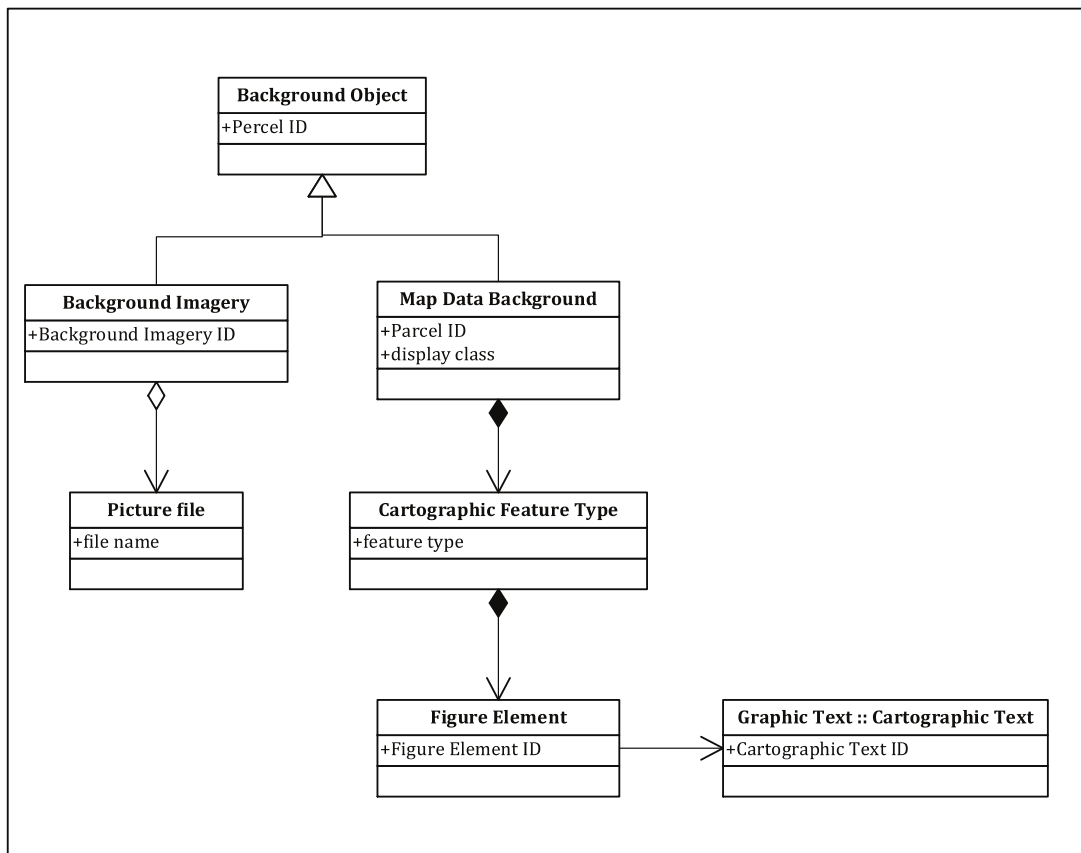 Background Object
+Percel ID
Background Imagery
+Background Imagery ID
Map Data Background
+Parcel ID
+display class
Picture file
+file name
Cartographic Feature Type
+feature type
Figure Element
+Figure Element ID
Graphic Text :: Cartographic Text
+Cartographic Text ID